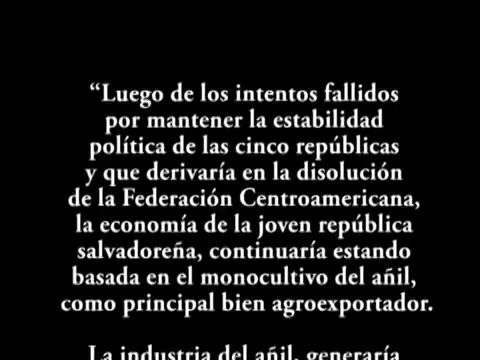 “Luego de los intentos fallidos
por mantener la estabilidad
política de las cinco repúblicas
y que derivaría en la disolución
de la Federación Centroamericana,
la economía de la joven república
salvadoreña, continuaría estando
basada en el monocultivo del añil,
como principal bien agroexportador.
La industria del añil, generaría